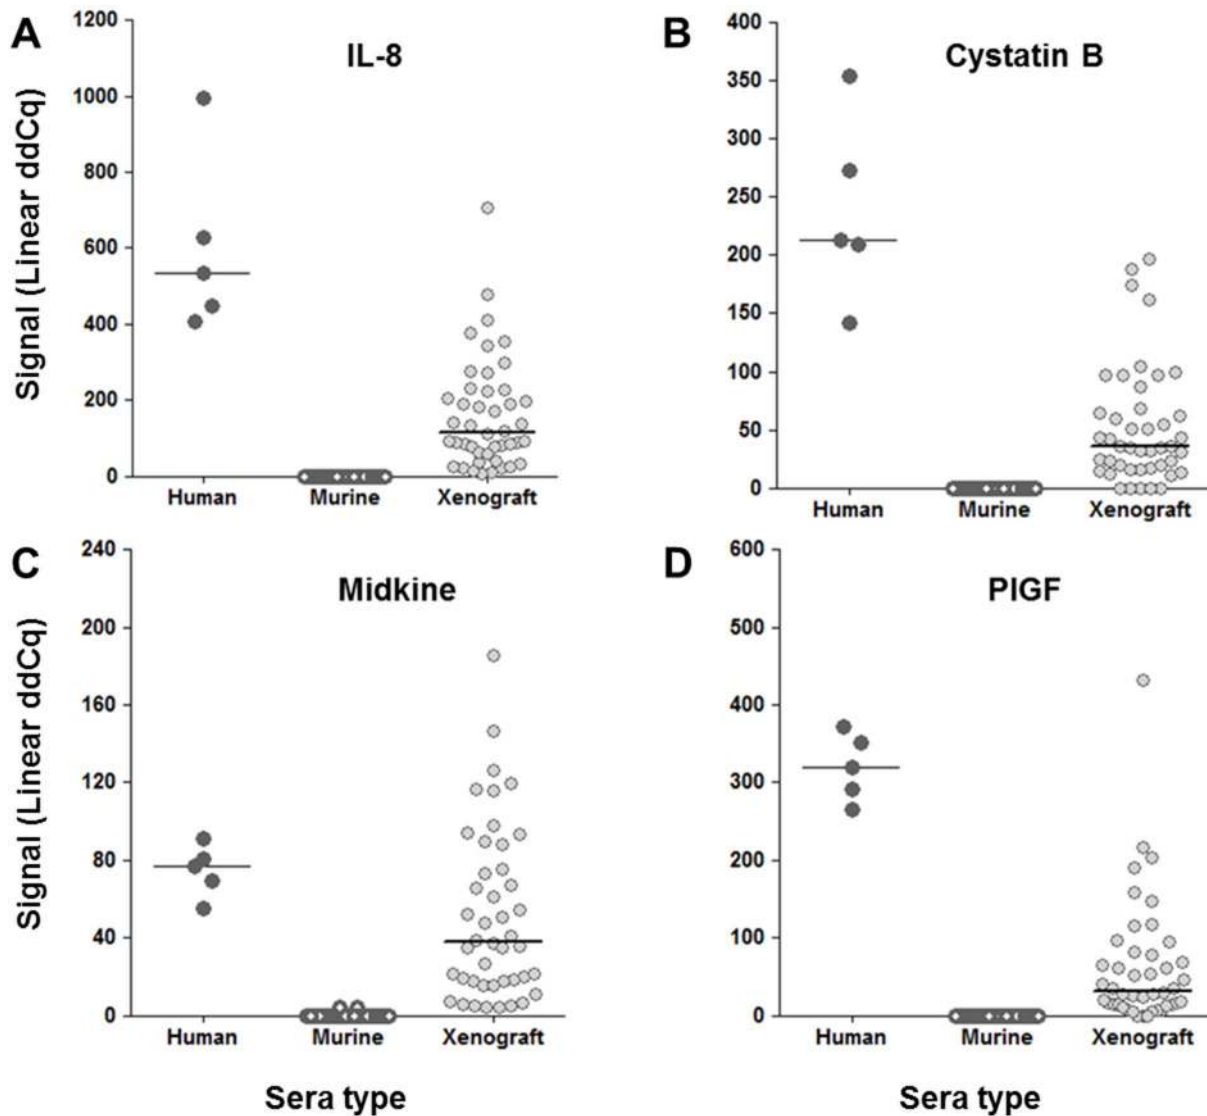 A
IL-8
Signal (Linear ddCq)
1200
1000
800
600
400
200
0
Human Murine Xenograft
B
Cystatin B
400
350
300
250
200
150
100
50
0
Human Murine Xenograft
C
Midkine
Signal (Linear ddCq)
240
200
160
120
80
40
0
Human Murine Xenograft
Sera type
D
PlGF
600
500
400
300
200
100
0
Human Murine Xenograft
Sera type